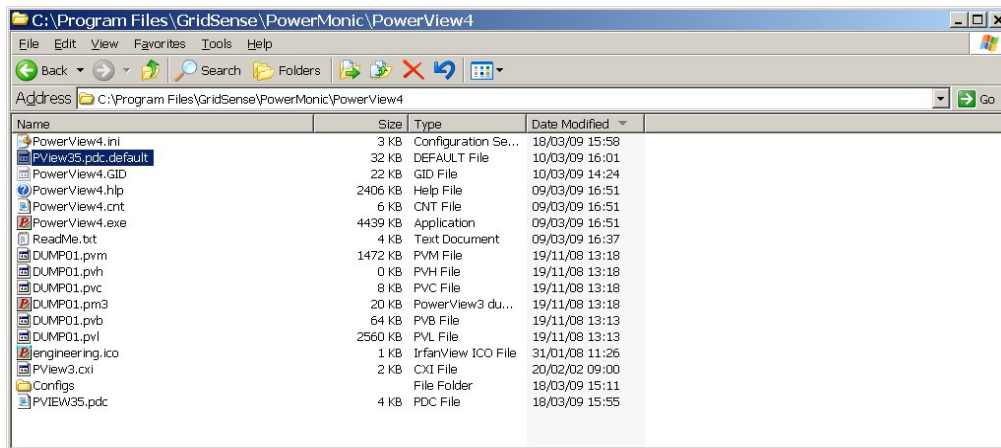 C:\Program Files\GridSense\PowerMonic\PowerView4
File Edit View Favorites Tools Help
Back Search Folders
Address C:\Program Files\GridSense\PowerMonic\PowerView4 Go
Name Size Type Date Modified
PowerView4.ini 3 KB Configuration Se... 18/03/09 15:58
PView35.pdc.default 32 KB DEFAULT File 10/03/09 16:01
PowerView4.GID 22 KB GID File 10/03/09 14:24
PowerView4.hlp 2406 KB Help File 09/03/09 16:51
PowerView4.cnt 6 KB CNT File 09/03/09 16:51
PowerView4.exe 4439 KB Application 09/03/09 16:51
ReadMe.txt 4 KB Text Document 09/03/09 16:37
DUMP01.pvm 1472 KB PVM File 19/11/08 13:18
DUMP01.pvh 0 KB PVH File 19/11/08 13:18
DUMP01.pvc 8 KB PVC File 19/11/08 13:18
DUMP01.pm3 20 KB PowerView3 du... 19/11/08 13:18
DUMP01.pvb 64 KB PVB File 19/11/08 13:13
DUMP01.pvl 2560 KB PVL File 19/11/08 13:13
engineering.ico 1 KB IrfanView ICO File 31/01/08 11:26
PView3.cxi 2 KB CXI File 20/02/02 09:00
Configs File Folder 18/03/09 15:11
PVIEW35.pdc 4 KB PDC File 18/03/09 15:55